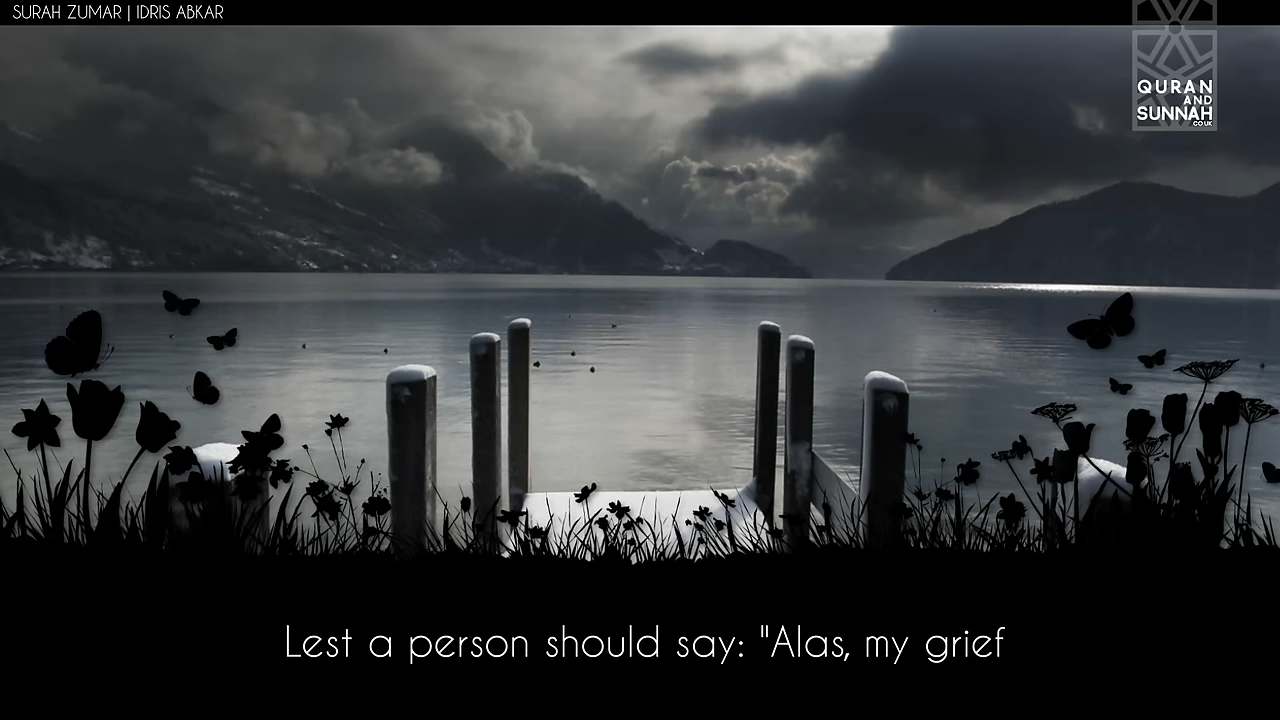 SURAH ZUMAR | IDRIS ABKAR
QURAN
AND
SUNNAH
.CO.UK
Lest a person should say: "Alas, my grief